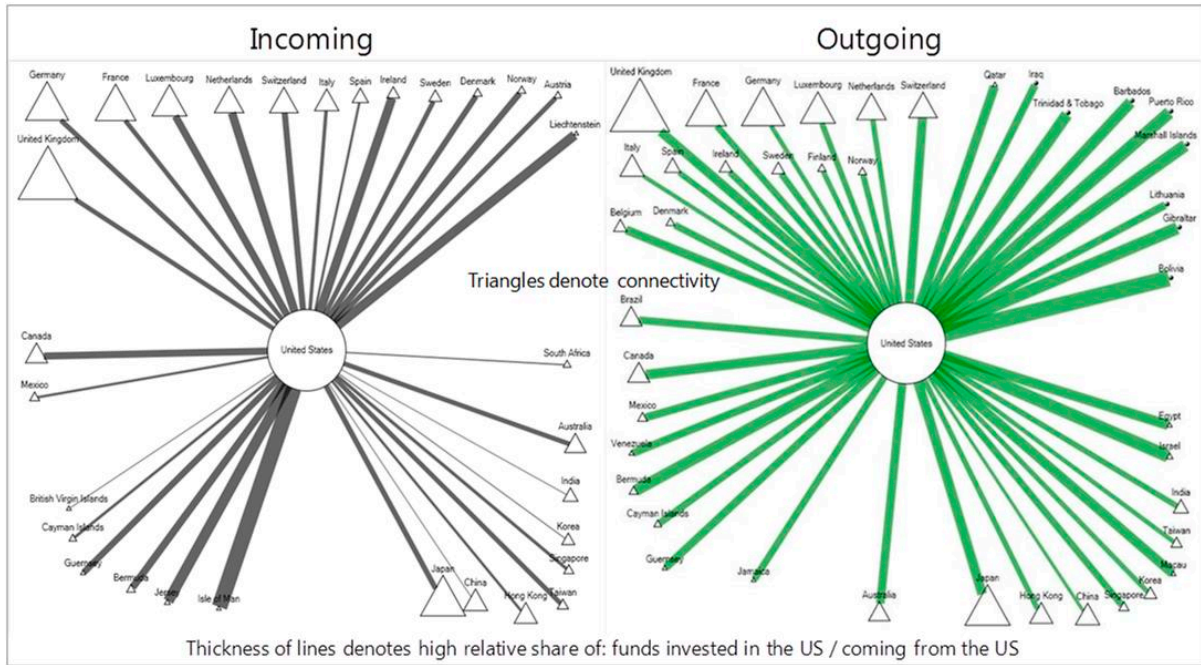 Incoming
Outgoing
Germany
France
Luxembourg
Netherlands
Switzerland
Italy
Spain
Ireland
Sweden
Denmark
Norway
Austria
Liechtenstein
United Kingdom
Canada
Mexico
United States
South Africa
Australia
India
Korea
Singapore
Taiwan
Hong Kong
China
Japan
British Virgin Islands
Cayman Islands
Guernsey
Bermuda
Jersey
Isle of Man
Triangles denote connectivity
United Kingdom
France
Germany
Luxembourg
Netherlands
Switzerland
Qatar
Iraq
Trinidad & Tobago
Barbados
Puerto Rico
Marshall Islands
Italy
Spain
Ireland
Sweden
Finland
Norway
Lithuania
Gibraltar
Belgium
Denmark
Bolivia
Brazil
United States
Canada
Mexico
Venezuela
Bermuda
Cayman Islands
Guernsey
Jamaica
Australia
Japan
Hong Kong
China
Singapore
Korea
Macau
Taiwan
India
Israel
Egypt
Thickness of lines denotes high relative share of: funds invested in the US / coming from the US